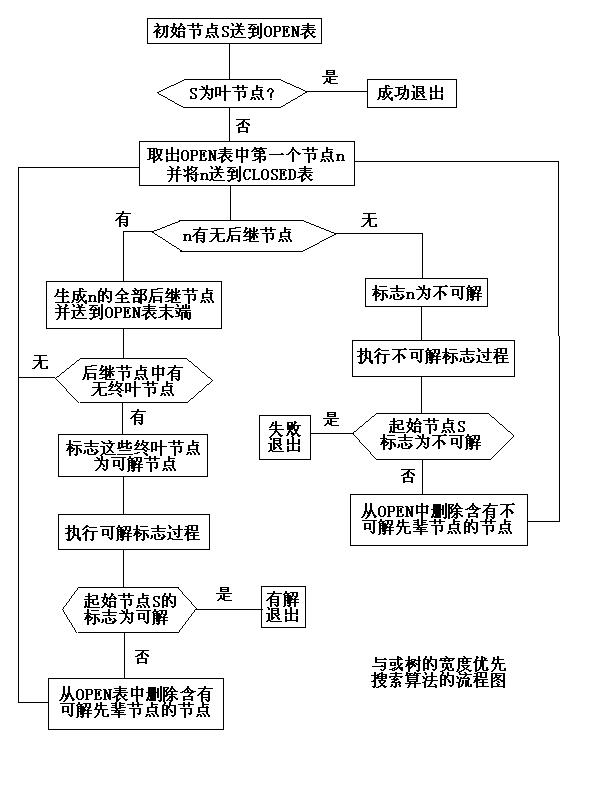 初始节点S送到OPEN表
S为叶节点?
是
成功退出
否
取出OPEN表中第一个节点n
并将n送到CLOSED表
有
n有无后继节点
无
生成n的全部后继节点
并送到OPEN表末端
标志n为不可解
无
后继节点中有
无终叶节点
执行不可解标志过程
有
标志这些终叶节点
为可解节点
失败
退出
是
起始节点S
标志为不可解
否
执行可解标志过程
从OPEN中删除含有不
可解先辈节点的节点
起始节点S的
标志为可解
是
有解
退出
否
从OPEN表中删除含有
可解先辈节点的节点
与或树的宽度优先
搜索算法的流程图